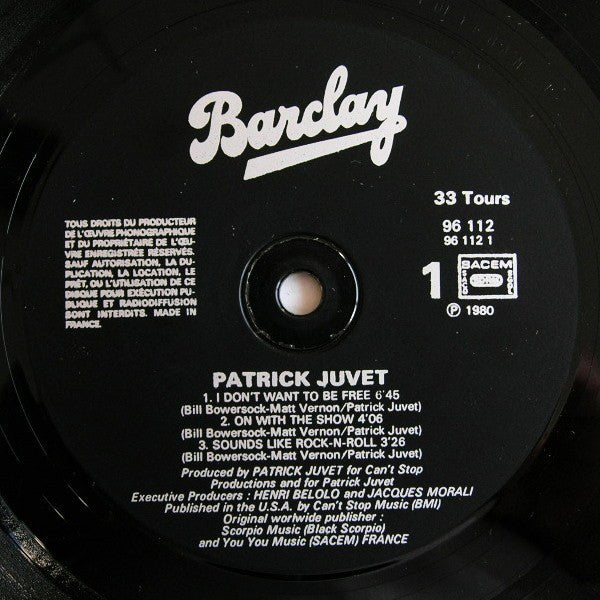 Barclay
33 Tours
96 112
96 112 1
1
SACEM
℗ 1980
TOUS DROITS DU PRODUCTEUR
DE L'ŒUVRE PHONOGRAPHIQUE
ET DU PROPRIÉTAIRE DE L'ŒU-
VRE ENREGISTRÉE RÉSERVÉS.
SAUF AUTORISATION, LA DU-
PLICATION, LA LOCATION, LE
PRÊT, OU L'UTILISATION DE CE
DISQUE POUR EXÉCUTION PU-
BLIQUE ET RADIODIFFUSION
SONT INTERDITS. MADE IN
FRANCE.
PATRICK JUVET
1. I DON'T WANT TO BE FREE 6'45
(Bill Bowersock-Matt Vernon/Patrick Juvet)
2. ON WITH THE SHOW 4'06
(Bill Bowersock-Matt Vernon/Patrick Juvet)
3. SOUNDS LIKE ROCK-N-ROLL 3'26
(Bill Bowersock-Matt Vernon/Patrick Juvet)
Produced by PATRICK JUVET for Can't Stop
Productions and for Patrick Juvet
Executive Producers : HENRI BELOLO and JACQUES MORALI
Published in the U.S.A. by Can't Stop Music (BMI)
Original worlwide publisher :
Scorpio Music (Black Scorpio)
and You You Music (SACEM) FRANCE